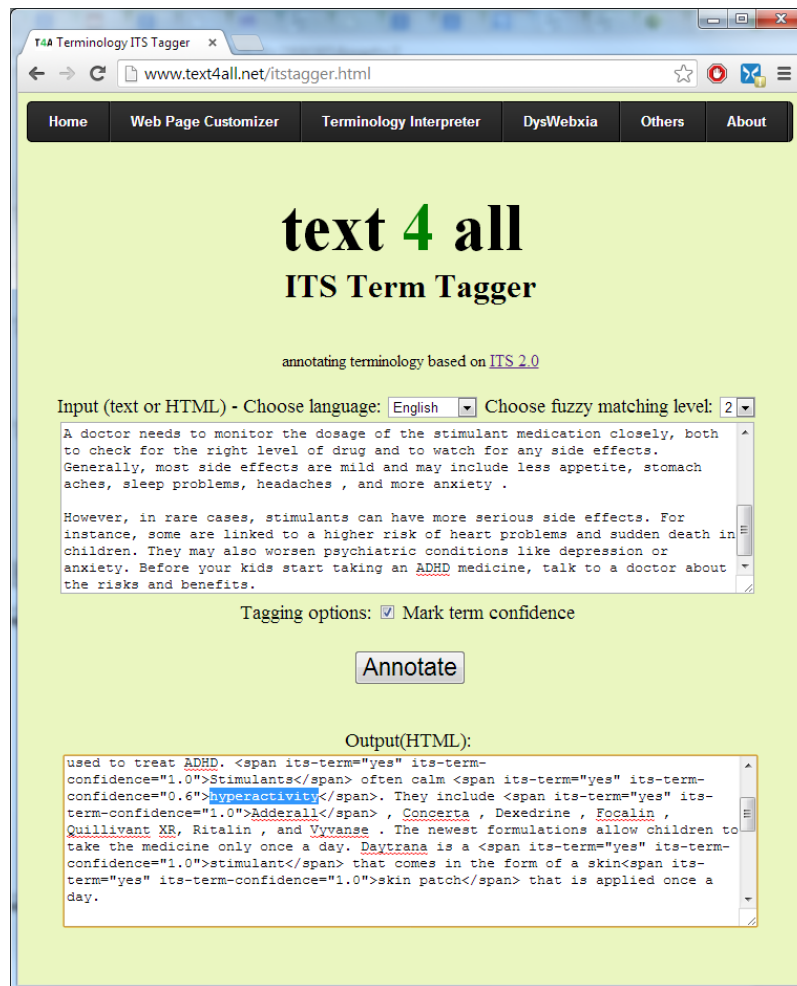 T4A Terminology ITS Tagger
www.text4all.net/itstagger.html
Home Web Page Customizer Terminology Interpreter DysWebxia Others About
text 4 all
ITS Term Tagger
annotating terminology based on ITS 2.0
Input (text or HTML) - Choose language: English Choose fuzzy matching level: 2
A doctor needs to monitor the dosage of the stimulant medication closely, both
to check for the right level of drug and to watch for any side effects.
Generally, most side effects are mild and may include less appetite, stomach
aches, sleep problems, headaches , and more anxiety .
However, in rare cases, stimulants can have more serious side effects. For
instance, some are linked to a higher risk of heart problems and sudden death in
children. They may also worsen psychiatric conditions like depression or
anxiety. Before your kids start taking an ADHD medicine, talk to a doctor about
the risks and benefits.
Tagging options: Mark term confidence
Annotate
Output(HTML):
used to treat ADHD. <span its-term="yes" its-term-
confidence="1.0">Stimulants</span> often calm <span its-term="yes" its-term-
confidence="0.6">hyperactivity</span>. They include <span its-term="yes" its-
term-confidence="1.0">Adderall</span> , Concerta , Dexedrine , Focalin ,
Quillivant XR, Ritalin , and Vyvanse . The newest formulations allow children to
take the medicine only once a day. Daytrana is a <span its-term="yes" its-term-
confidence="1.0">stimulant</span> that comes in the form of a skin<span its-
term="yes" its-term-confidence="1.0">skin patch</span> that is applied once a
day.